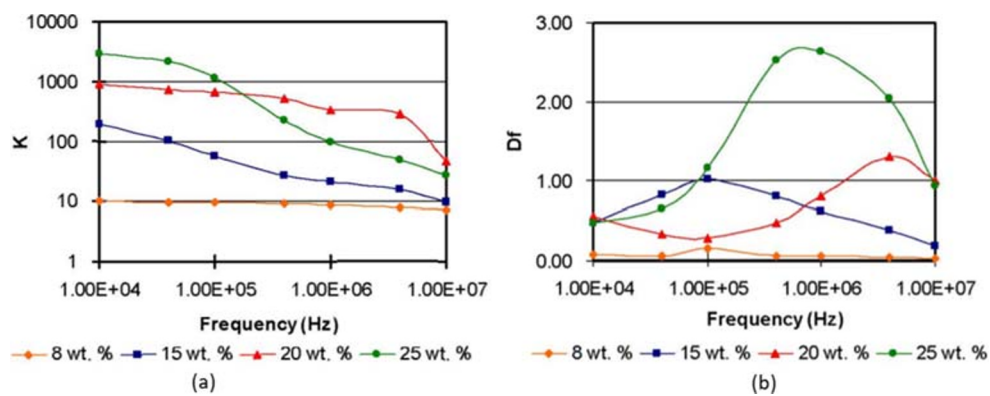 10000
1000
100
10
1
K
1.00E+04 1.00E+05 1.00E+06 1.00E+07
Frequency (Hz)
8 wt. % 15 wt. % 20 wt. % 25 wt. %
(a)
3.00
2.00
1.00
0.00
Df
1.00E+04 1.00E+05 1.00E+06 1.00E+07
Frequency (Hz)
8 wt. % 15 wt. % 20 wt. % 25 wt. %
(b)